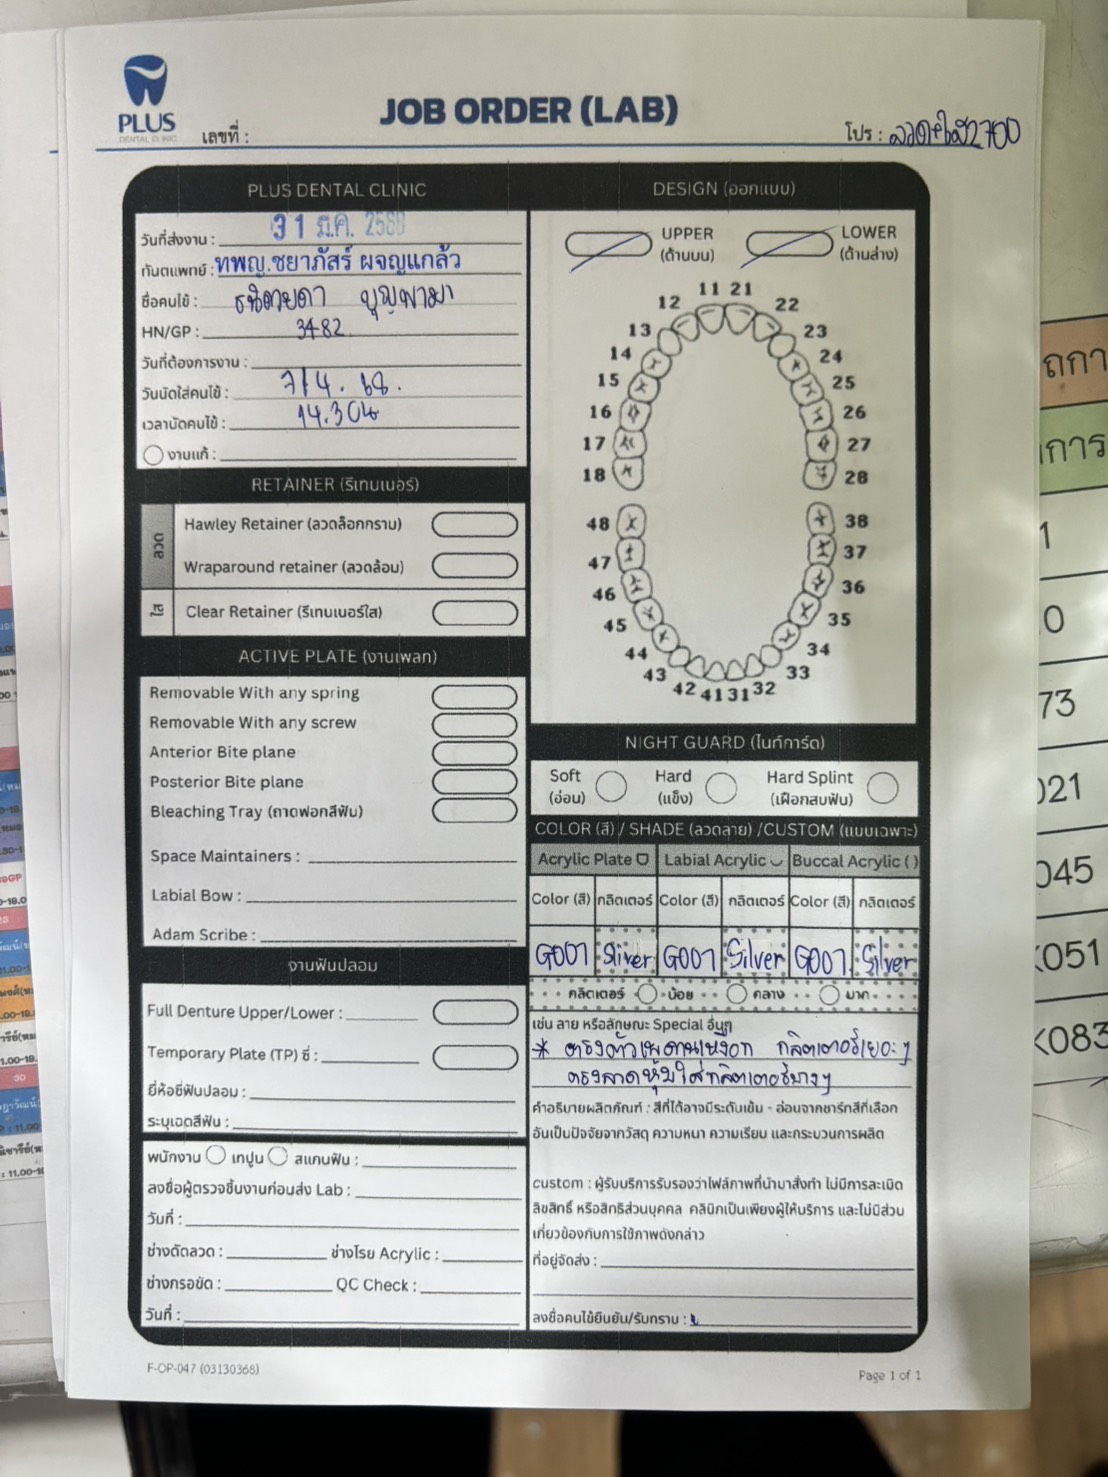 PLUS
DENTAL CLINIC
JOB ORDER (LAB)
เลขที่ :
โปร : ลวด+ใส2700
PLUS DENTAL CLINIC
วันที่ส่งงาน : 31 มี.ค. 2568
ทันตแพทย์ : ทพญ.ชยาภัสร์ ผจญแกล้ว
ชื่อคนไข้ :
HN/GP : 3482
วันที่ต้องการงาน :
วันนัดใส่คนไข้ : 7/4.68.
เวลานัดคนไข้ : 14.30น
งานแก้ :
RETAINER (รีเทนเนอร์)
ลวด
Hawley Retainer (ลวดล็อกกราม)
Wraparound retainer (ลวดล้อม)
ใส
Clear Retainer (รีเทนเนอร์ใส)
ACTIVE PLATE (งานเพลท)
Removable With any spring
Removable With any screw
Anterior Bite plane
Posterior Bite plane
Bleaching Tray (ถาดฟอกสีฟัน)
Space Maintainers :
Labial Bow :
Adam Scribe :
งานฟันปลอม
Full Denture Upper/Lower :
Temporary Plate (TP) ซี่ :
ยี่ห้อซี่ฟันปลอม :
ระบุเฉดสีฟัน :
พนักงาน เทปูน สแกนฟัน :
ลงชื่อผู้ตรวจชิ้นงานก่อนส่ง Lab :
วันที่ :
ช่างดัดลวด : ช่างโรย Acrylic :
ช่างกรอขัด : QC Check :
วันที่ :
DESIGN (ออกแบบ)
UPPER
(ด้านบน)
LOWER
(ด้านล่าง)
11 21
12 22
13 23
14 24
15 25
16 26
17 27
18 28
48 38
47 37
46 36
45 35
44 34
43 33
42 41 31 32
NIGHT GUARD (ไนท์การ์ด)
Soft
(อ่อน)
Hard
(แข็ง)
Hard Splint
(เฝือกสบฟัน)
COLOR (สี) / SHADE (ลวดลาย) /CUSTOM (แบบเฉพาะ)
Acrylic Plate Labial Acrylic Buccal Acrylic ( )
Color (สี) กลิตเตอร์ Color (สี) กลิตเตอร์ Color (สี) กลิตเตอร์
G007 Sliver G007 Silver G007 Silver
กลิตเตอร์ น้อย กลาง มาก
เช่น ลาย หรือลักษณะ Special อื่นๆ
* ตรงตัวเพดานเหงือก กลิตเตอร์เยอะๆ
ตรงลวดหุ้มใส่กลิตเตอร์บางๆ
คำอธิบายผลิตภัณฑ์ : สีที่ได้อาจมีระดับเข้ม - อ่อนจากชาร์ทสีที่เลือก
อันเป็นปัจจัยจากวัสดุ ความหนา ความเรียบ และกระบวนการผลิต
custom : ผู้รับบริการรับรองว่าไฟล์ภาพที่นำมาสั่งทำ ไม่มีการละเมิด
ลิขสิทธิ์ หรือสิทธิส่วนบุคคล คลินิกเป็นเพียงผู้ให้บริการ และไม่มีส่วน
เกี่ยวข้องกับการใช้ภาพดังกล่าว
ที่อยู่จัดส่ง :
ลงชื่อคนไข้ยืนยัน/รับทราบ :
F-OP-047 (03130368)
Page 1 of 1